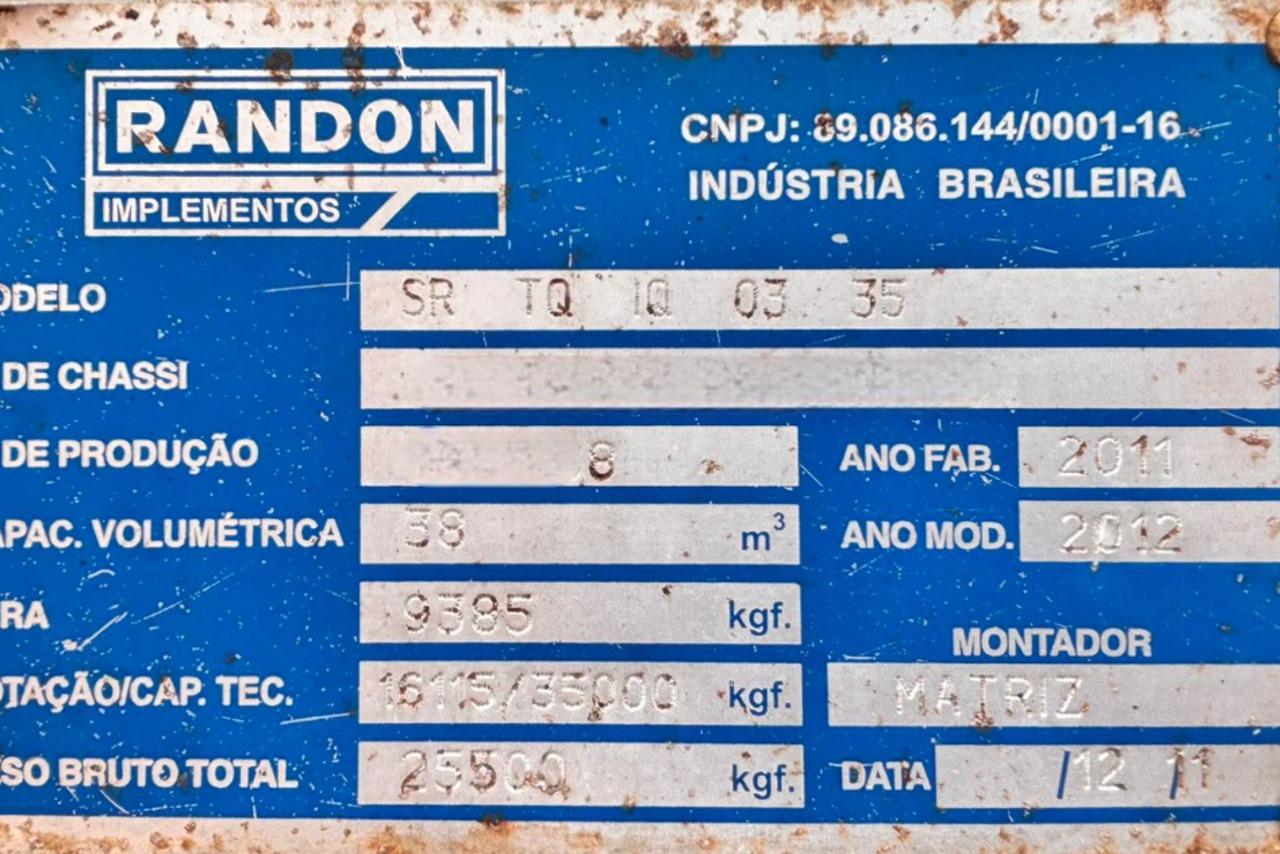 RANDON
IMPLEMENTOS
CNPJ: 89.086.144/0001-16
INDÚSTRIA BRASILEIRA
ODELO SR TQ IQ 03 35
DE CHASSI
DE PRODUÇÃO 8 ANO FAB. 2011
APAC. VOLUMÉTRICA 38 m³ ANO MOD. 2012
RA 9385 kgf.
MONTADOR
OTAÇÃO/CAP. TEC. 16115/35000 kgf. MATRIZ
ESO BRUTO TOTAL 25500 kgf. DATA /12 /11